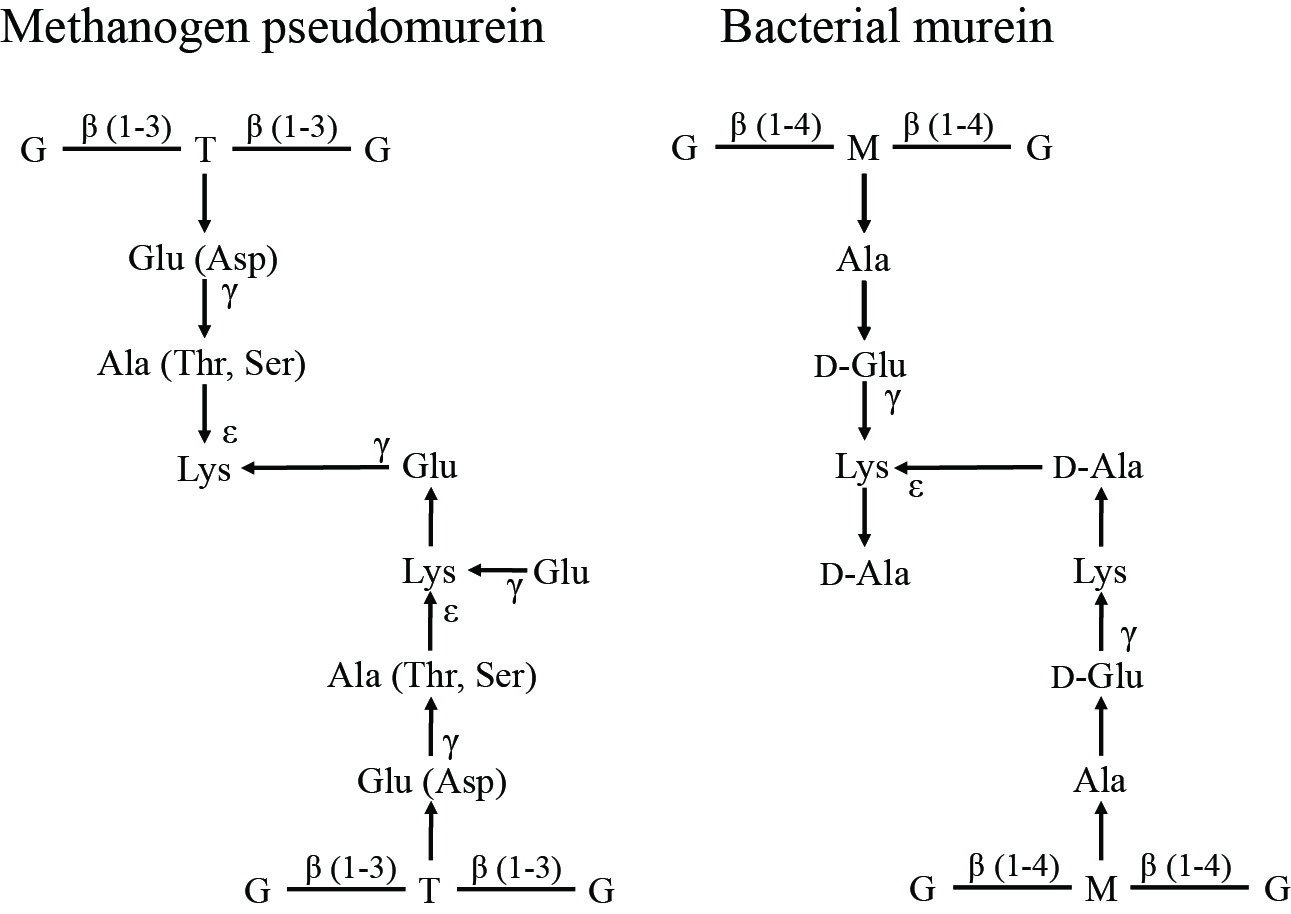 Methanogen pseudomurein
G β (1-3) T β (1-3) G
Glu (Asp)
γ
Ala (Thr, Ser)
ε
Lys γ Glu
Lys γ Glu
ε
Ala (Thr, Ser)
γ
Glu (Asp)
G β (1-3) T β (1-3) G
Bacterial murein
G β (1-4) M β (1-4) G
Ala
D-Glu
γ
Lys ε D-Ala
D-Ala
Lys
γ
D-Glu
Ala
G β (1-4) M β (1-4) G